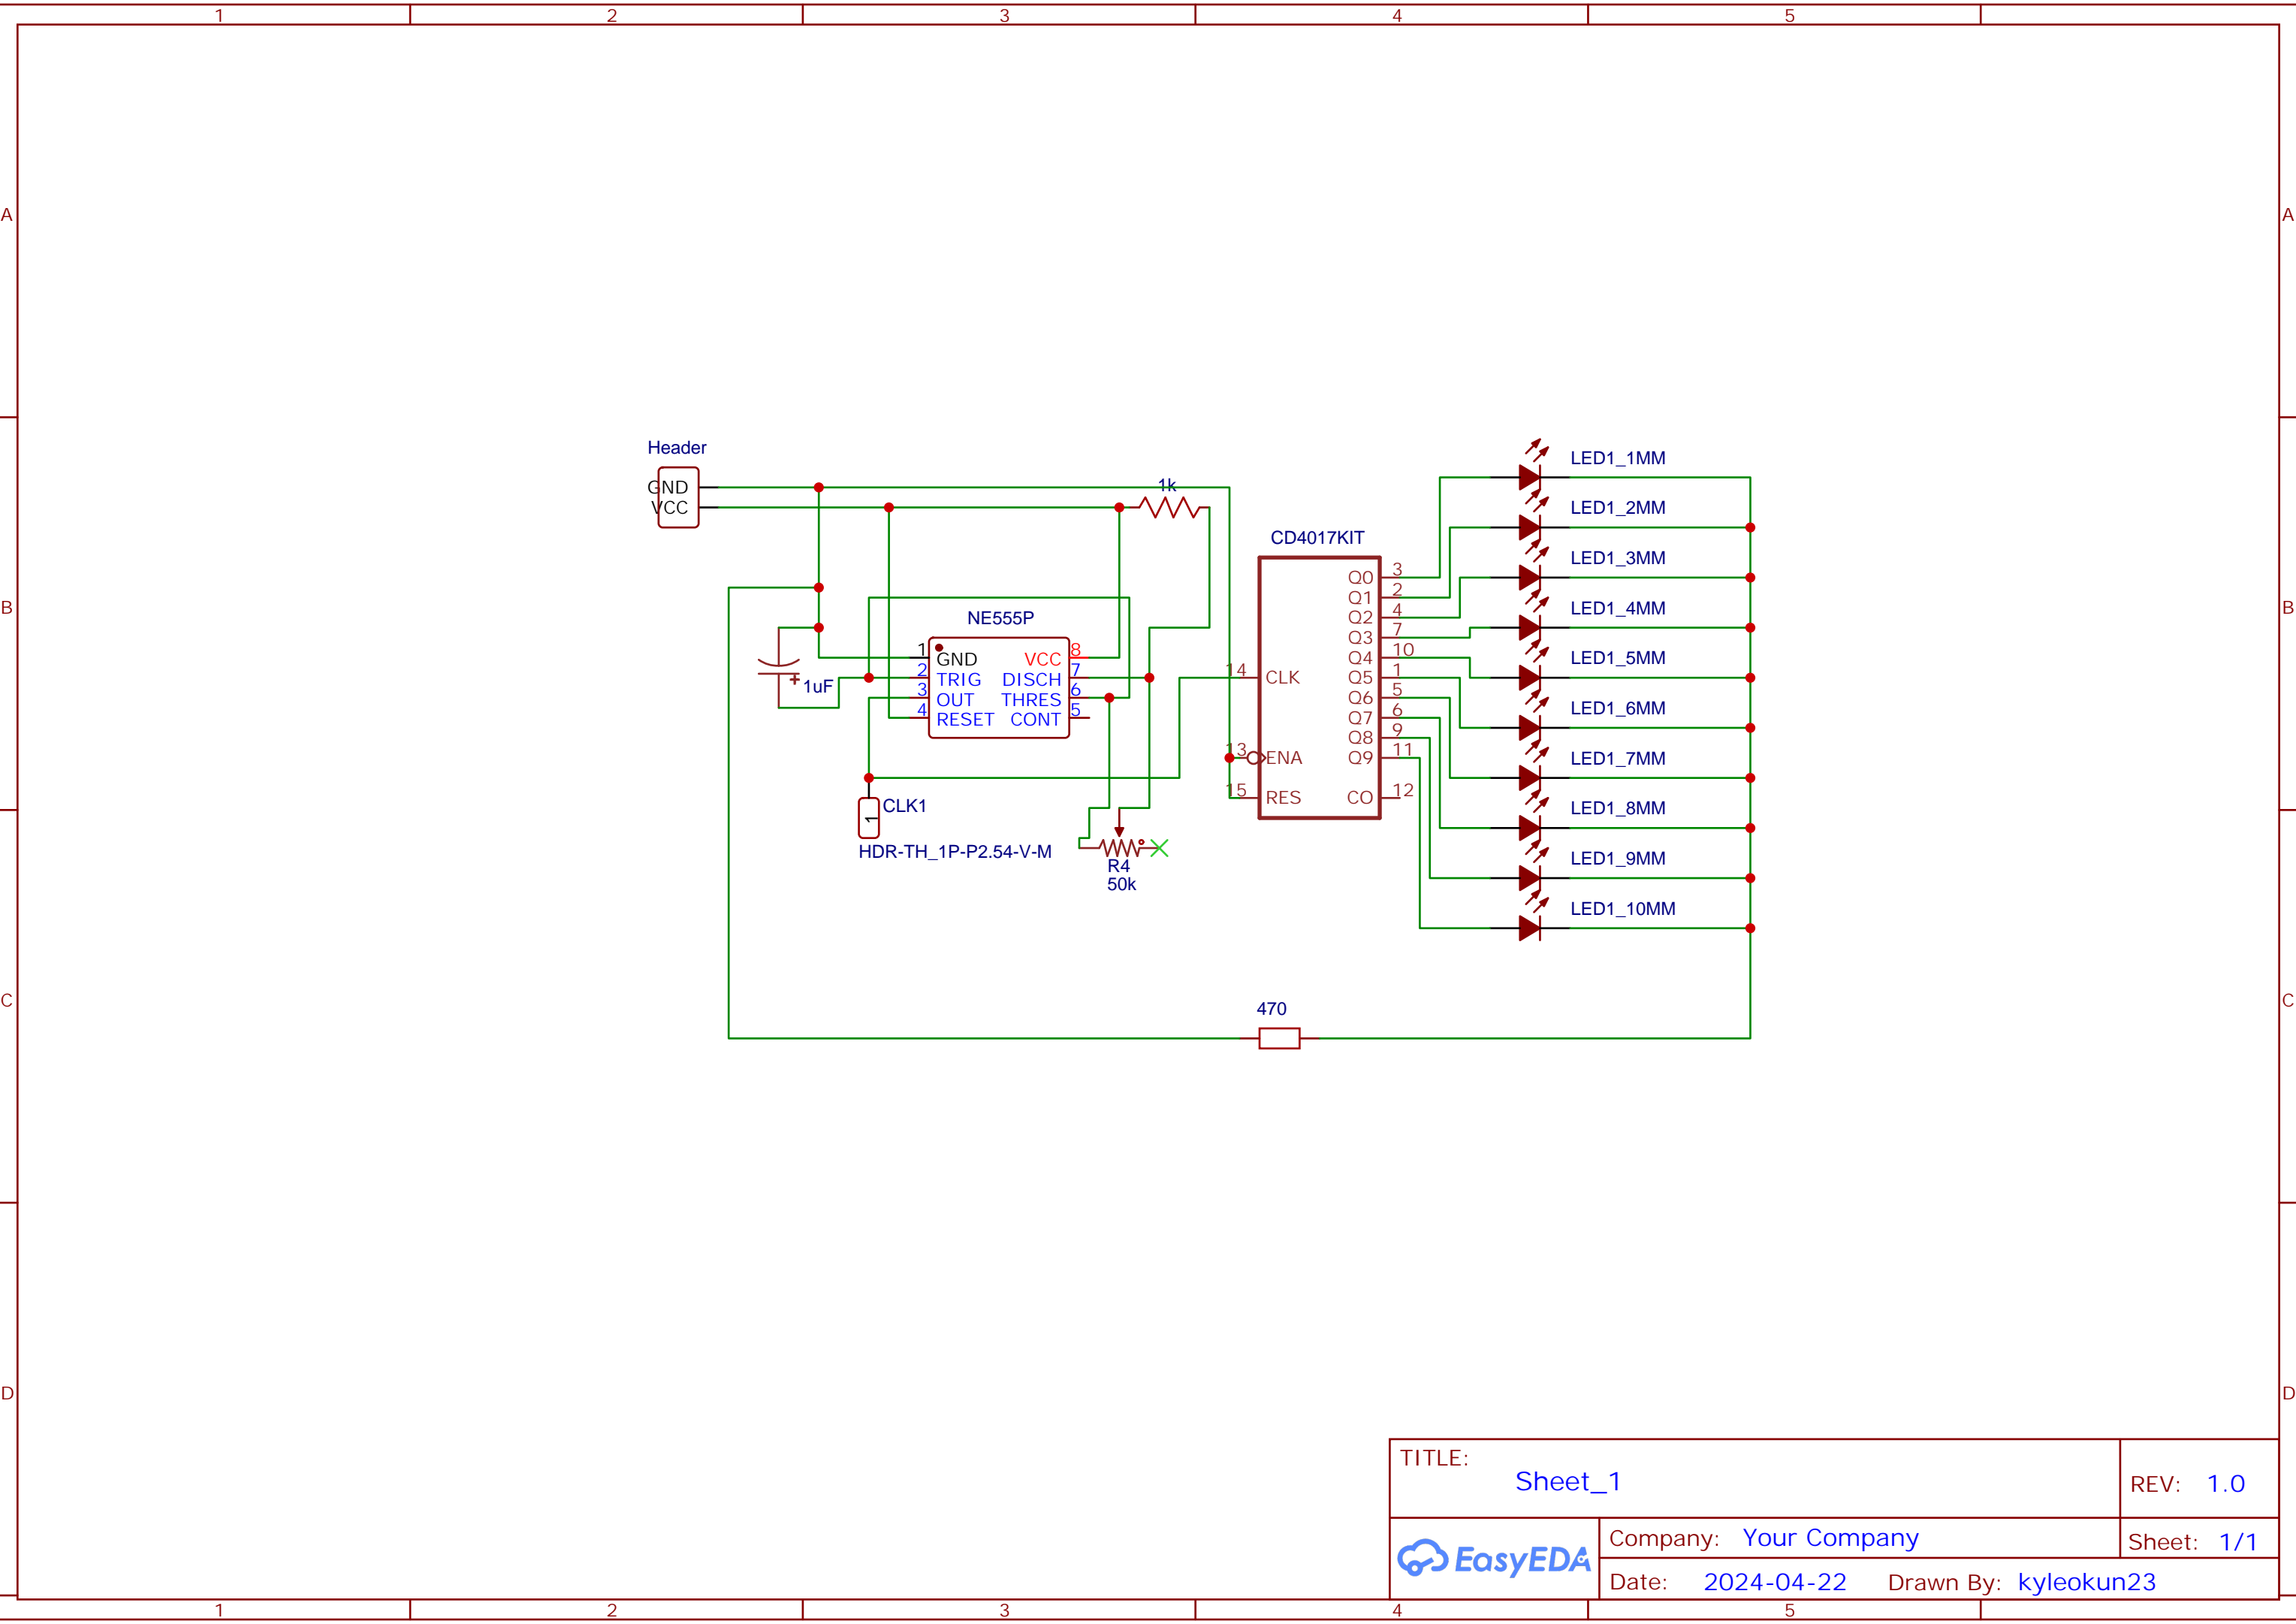 1 2 3 4 5
A A
B B
C C
D D
Header
GND
VCC
1k
NE555P
1 GND VCC 8
2 TRIG DISCH 7
3 OUT THRES 6
4 RESET CONT 5
+ 1uF
1 CLK1
HDR-TH_1P-P2.54-V-M
R4
50k
CD4017KIT
Q0 3
Q1 2
Q2 4
Q3 7
Q4 10
14 CLK Q5 1
Q6 5
Q7 6
Q8 9
13 ENA Q9 11
15 RES CO 12
LED1_1MM
LED1_2MM
LED1_3MM
LED1_4MM
LED1_5MM
LED1_6MM
LED1_7MM
LED1_8MM
LED1_9MM
LED1_10MM
470
TITLE:
Sheet_1
REV: 1.0
EasyEDA
Company: Your Company
Sheet: 1/1
Date: 2024-04-22 Drawn By: kyleokun23
1 2 3 4 5